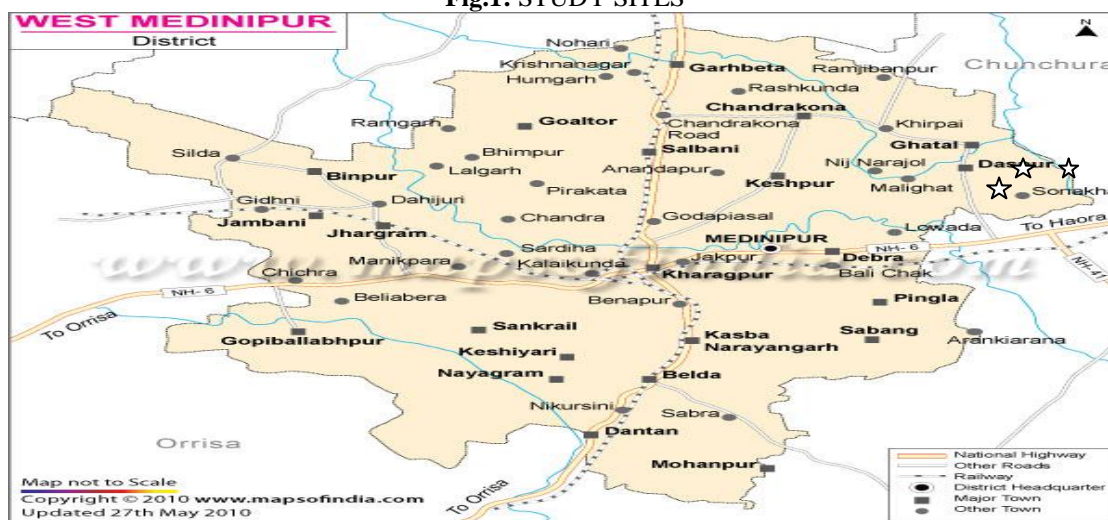 Fig.1. STUDY SITES
WEST MEDINIPUR
District
N
Nohari
Krishnanagar
Humgarh
Garhbeta
Ramjibanpur
Chunchura
Rashkunda
Chandrakona
Ramgarh
Goaltor
Chandrakona
Road
Khirpai
Ghatal
Silda
Bhimpur
Salbani
Lalgarh
Anandapur
Nij Narajol
Binpur
Pirakata
Keshpur
Malighat
Gidhni
Dahijuri
Jambani
Chandra
Godapiasal
Jhargram
Lowada
To Haora
MEDINIPUR
NH- 6
Sardiha
Debra
Manikpara
Kalaikunda
Jakpur
Chichra
Kharagpur
Bali Chak
NH-41
NH- 6
Beliabera
Benapur
Pingla
To Orrisa
Sankrail
Kasba
Narayangarh
Sabang
Gopiballabhpur
Arankiarana
Keshiyari
Nayagram
Belda
Nikursini
Sabra
Orrisa
Dantan
Mohanpur
To Orrisa
Map not to Scale
Copyright © 2010 www.mapsofindia.com
Updated 27th May 2010
National Highway
Other Roads
Railway
District Headquarter
Major Town
Other Town